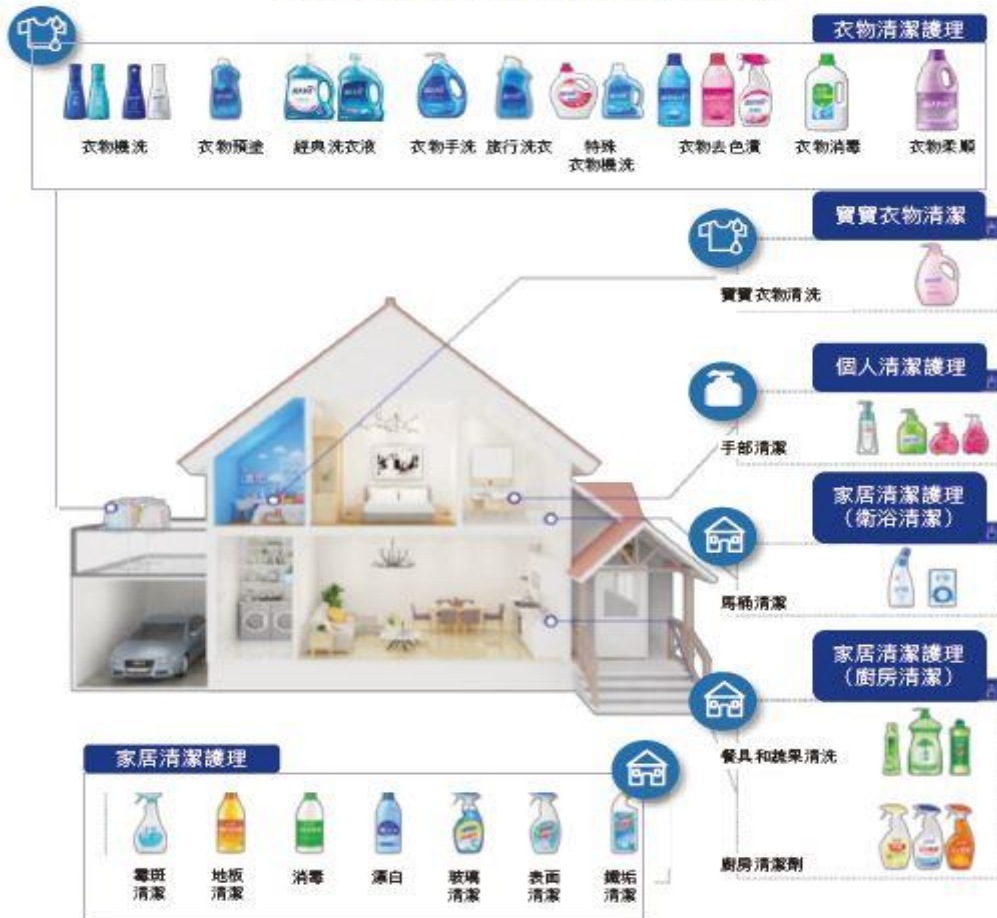 衣物清潔護理
衣物機洗
衣物預塗
經典洗衣液
衣物手洗
旅行洗衣
特殊
衣物機洗
衣物去色漬
衣物消毒
衣物柔順
寶寶衣物清潔
寶寶衣物清洗
個人清潔護理
手部清潔
家居清潔護理
（衛浴清潔）
馬桶清潔
家居清潔護理
（廚房清潔）
餐具和蔬果清洗
廚房清潔劑
家居清潔護理
霉斑
清潔
地板
清潔
消毒
漂白
玻璃
清潔
表面
清潔
鐵垢
清潔